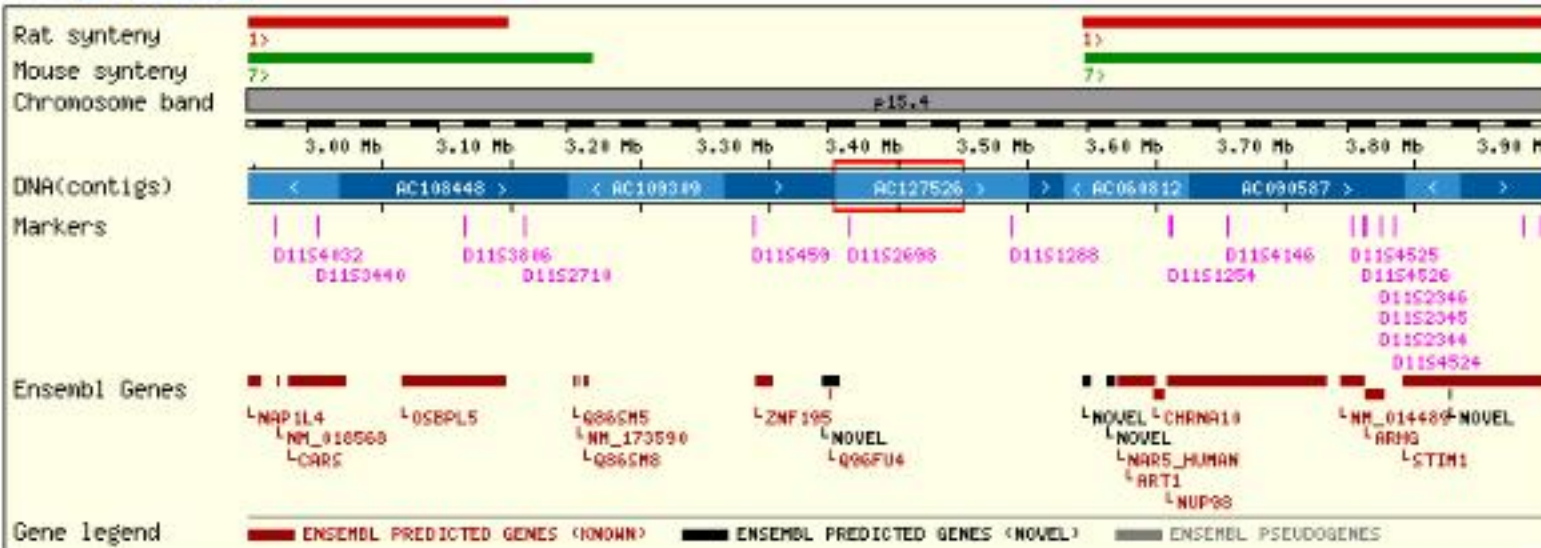 Rat synteny
1> 1>
Mouse synteny
7> 7>
Chromosome band p15.4
3.00 Mb 3.10 Mb 3.20 Mb 3.30 Mb 3.40 Mb 3.50 Mb 3.60 Mb 3.70 Mb 3.80 Mb 3.90 M
DNA(contigs) < AC108448 > < AC109309 > AC127526 > > < AC060812 AC090587 > < >
Markers
D11S4032 D11S3806 D11S459 D11S2698 D11S1288 D11S4146 D11S4525
D11S3440 D11S2710 D11S1254 D11S4526
D11S2346
D11S2345
D11S2344
D11S4524
Ensembl Genes
NAP1L4 OSBPL5 Q86SM5 ZNF195 NOVEL CHRNA10 NM_014489 NOVEL
NM_018568 NM_173590 NOVEL NOVEL ARHG
CARS Q86SM8 Q96FU4 NAR5_HUMAN STIM1
ART1
NUP98
Gene legend ENSEMBL PREDICTED GENES (KNOWN) ENSEMBL PREDICTED GENES (NOVEL) ENSEMBL PSEUDOGENES